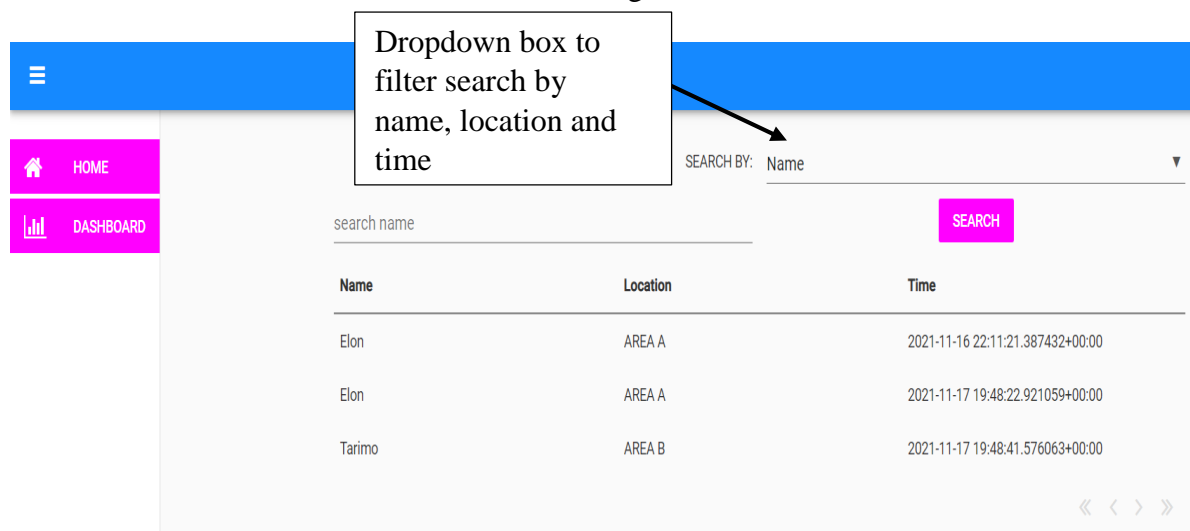 Dropdown box to
filter search by
name, location and
time
HOME
SEARCH BY: Name
DASHBOARD
search name
SEARCH
Name Location Time
Elon AREA A 2021-11-16 22:11:21.387432+00:00
Elon AREA A 2021-11-17 19:48:22.921059+00:00
Tarimo AREA B 2021-11-17 19:48:41.576063+00:00